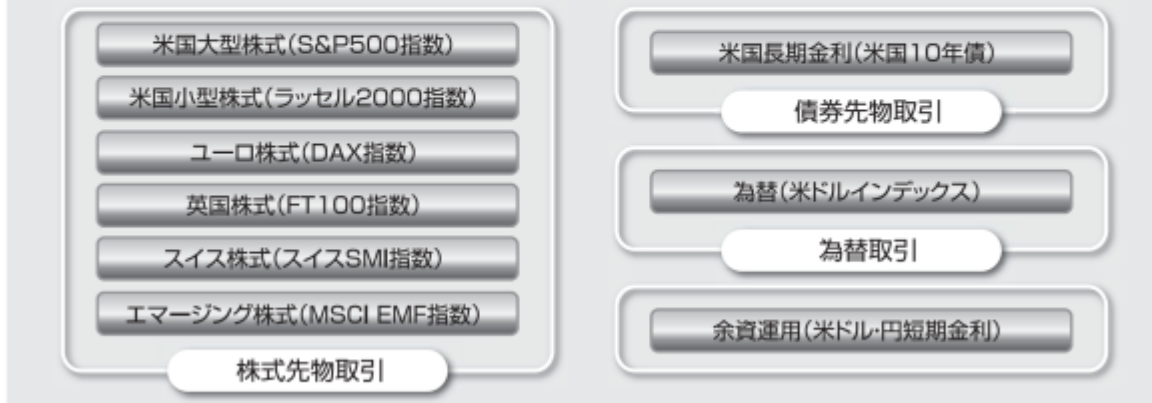 米国大型株式(S&P500指数)
米国小型株式(ラッセル2000指数)
ユーロ株式(DAX指数)
英国株式(FT100指数)
スイス株式(スイスSMI指数)
エマージング株式(MSCI EMF指数)
株式先物取引
米国長期金利(米国10年債)
債券先物取引
為替(米ドルインデックス)
為替取引
余資運用(米ドル・円短期金利)